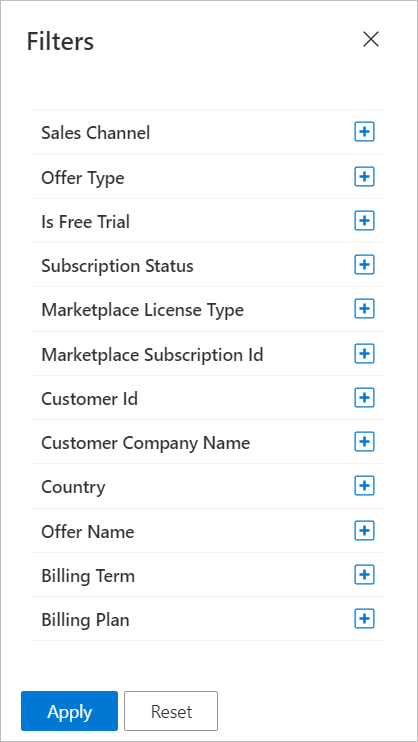 Filters
Sales Channel
Offer Type
Is Free Trial
Subscription Status
Marketplace License Type
Marketplace Subscription Id
Customer Id
Customer Company Name
Country
Offer Name
Billing Term
Billing Plan
Apply Reset